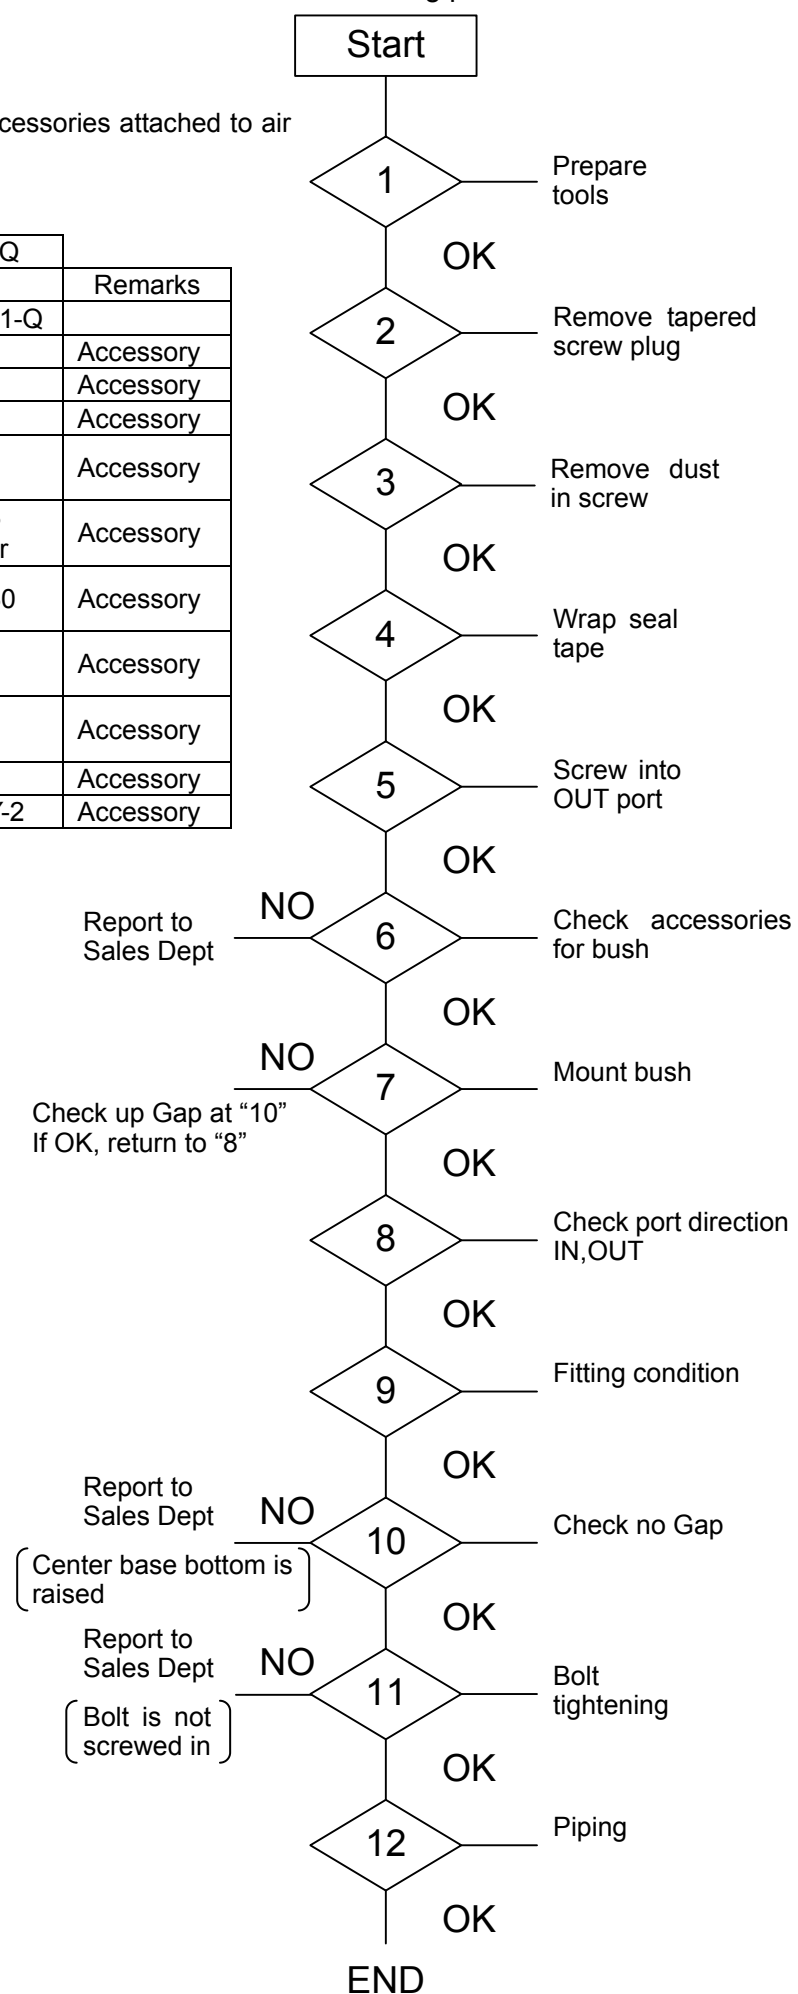 Start
cessories attached to air
1
Prepare
tools
OK
Q
Remarks
1-Q
Accessory
Accessory
Accessory
Accessory
r
Accessory
0
Accessory
Accessory
Accessory
Accessory
-2
Accessory
2
Remove tapered
screw plug
OK
3
Remove dust
in screw
OK
4
Wrap seal
tape
OK
5
Screw into
OUT port
OK
Report to
Sales Dept
NO
6
Check accessories
for bush
OK
NO
7
Mount bush
Check up Gap at “10”
If OK, return to “8”
OK
8
Check port direction
IN,OUT
OK
9
Fitting condition
OK
Report to
Sales Dept
NO
10
Check no Gap
Center base bottom is
raised
OK
Report to
Sales Dept
NO
11
Bolt
tightening
Bolt is not
screwed in
OK
12
Piping
OK
END